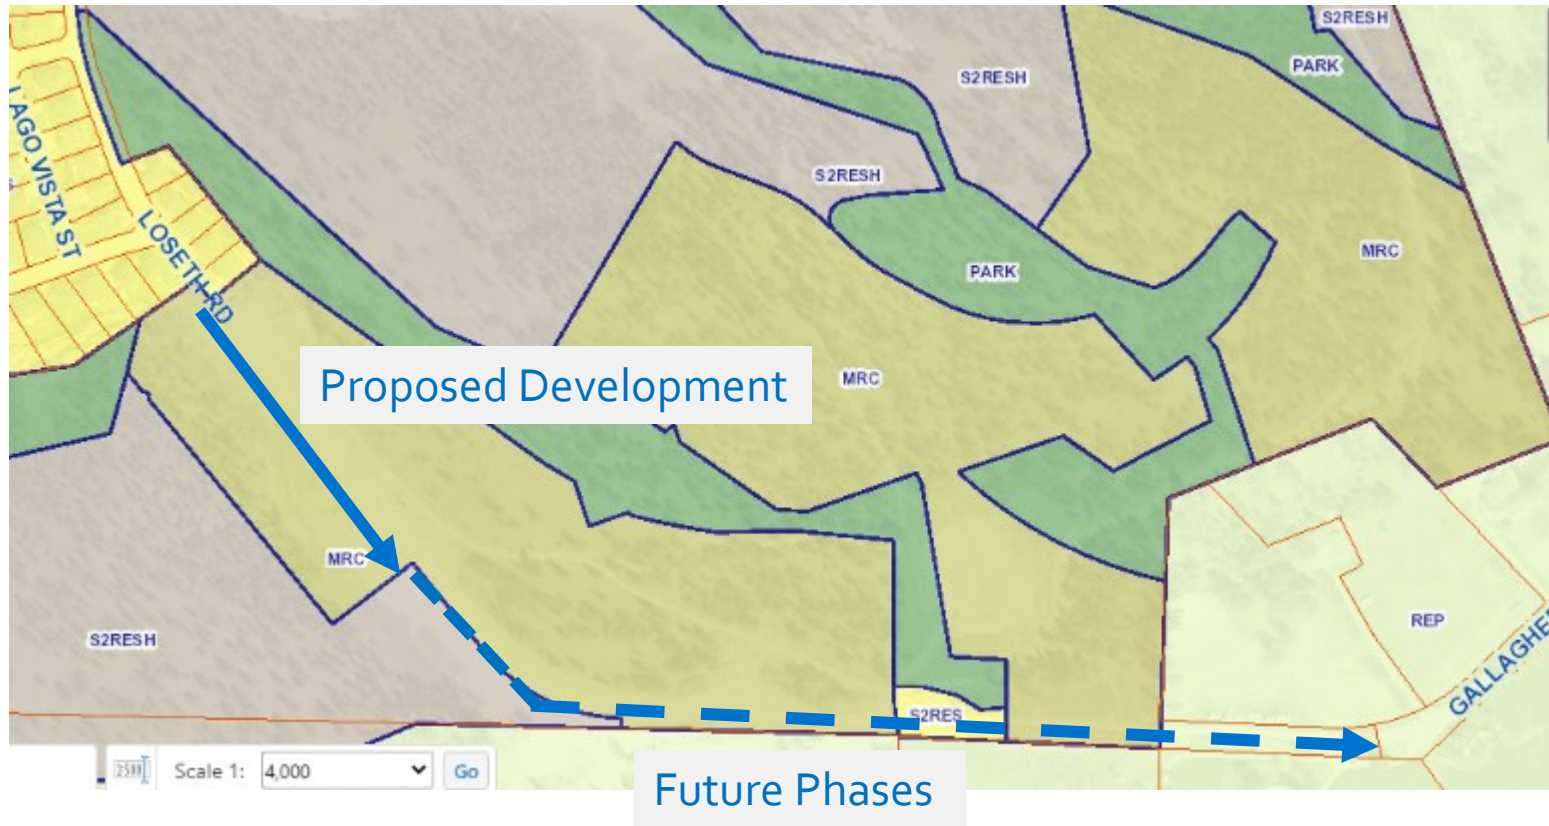 S2RESH
PARK
S2RESH
LAGO VISTA ST
S2RESH
LOSETH RD
MRC
PARK
Proposed Development
MRC
MRC
REP
S2RESH
GALLAGHE
S2RES
Scale 1: 4,000 Go
Future Phases